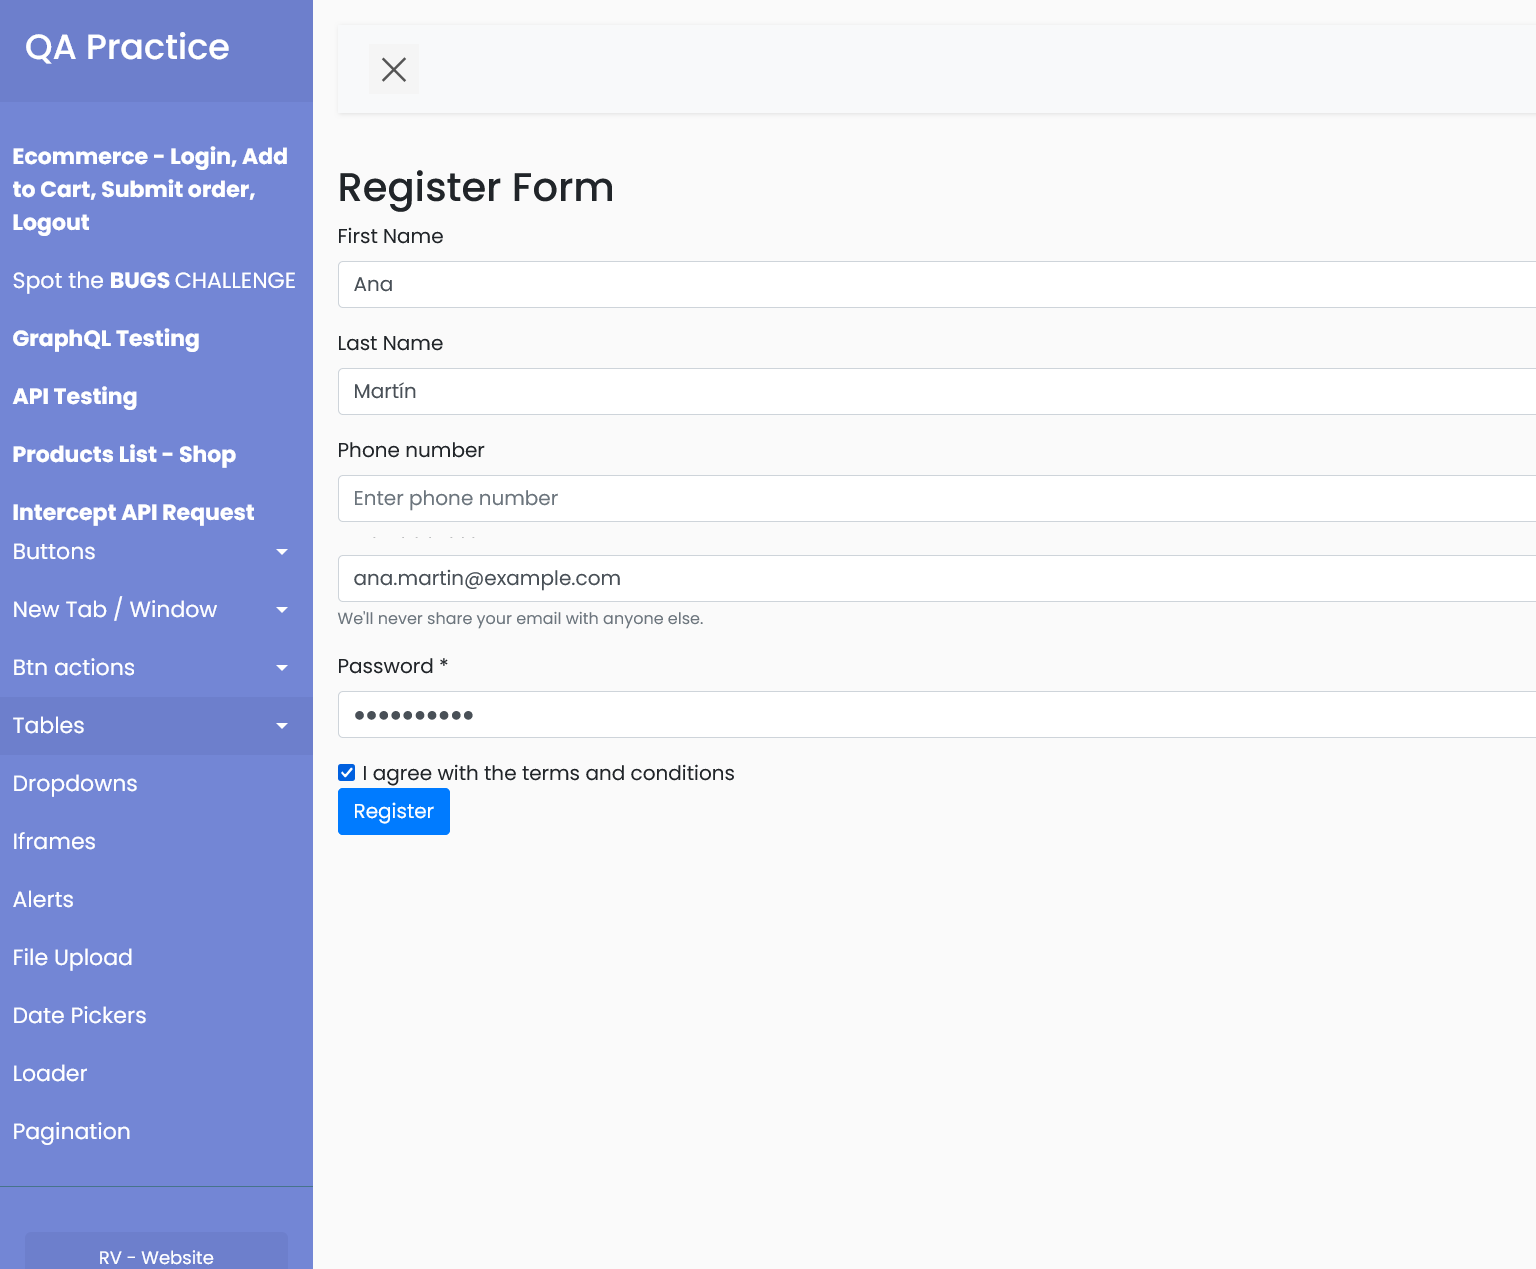 QA Practice
Ecommerce - Login, Add
to Cart, Submit order,
Logout
Spot the BUGS CHALLENGE
GraphQL Testing
API Testing
Products List - Shop
Intercept API Request
Buttons
New Tab / Window
Btn actions
Tables
Dropdowns
Iframes
Alerts
File Upload
Date Pickers
Loader
Pagination
RV - Website
Register Form
First Name
Ana
Last Name
Martín
Phone number
Enter phone number
ana.martin@example.com
We'll never share your email with anyone else.
Password *
●●●●●●●●●●
I agree with the terms and conditions
Register